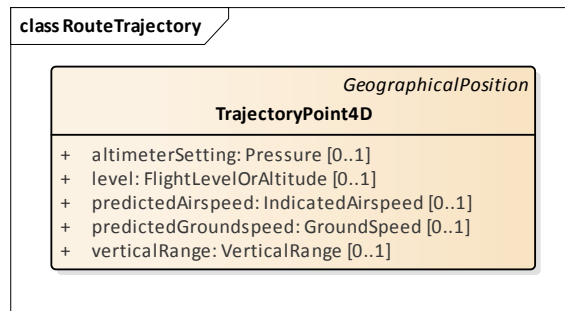 class RouteTrajectory
GeographicalPosition
TrajectoryPoint4D
+ altimeterSetting: Pressure [0..1]
+ level: FlightLevelOrAltitude [0..1]
+ predictedAirspeed: IndicatedAirspeed [0..1]
+ predictedGroundspeed: GroundSpeed [0..1]
+ verticalRange: VerticalRange [0..1]